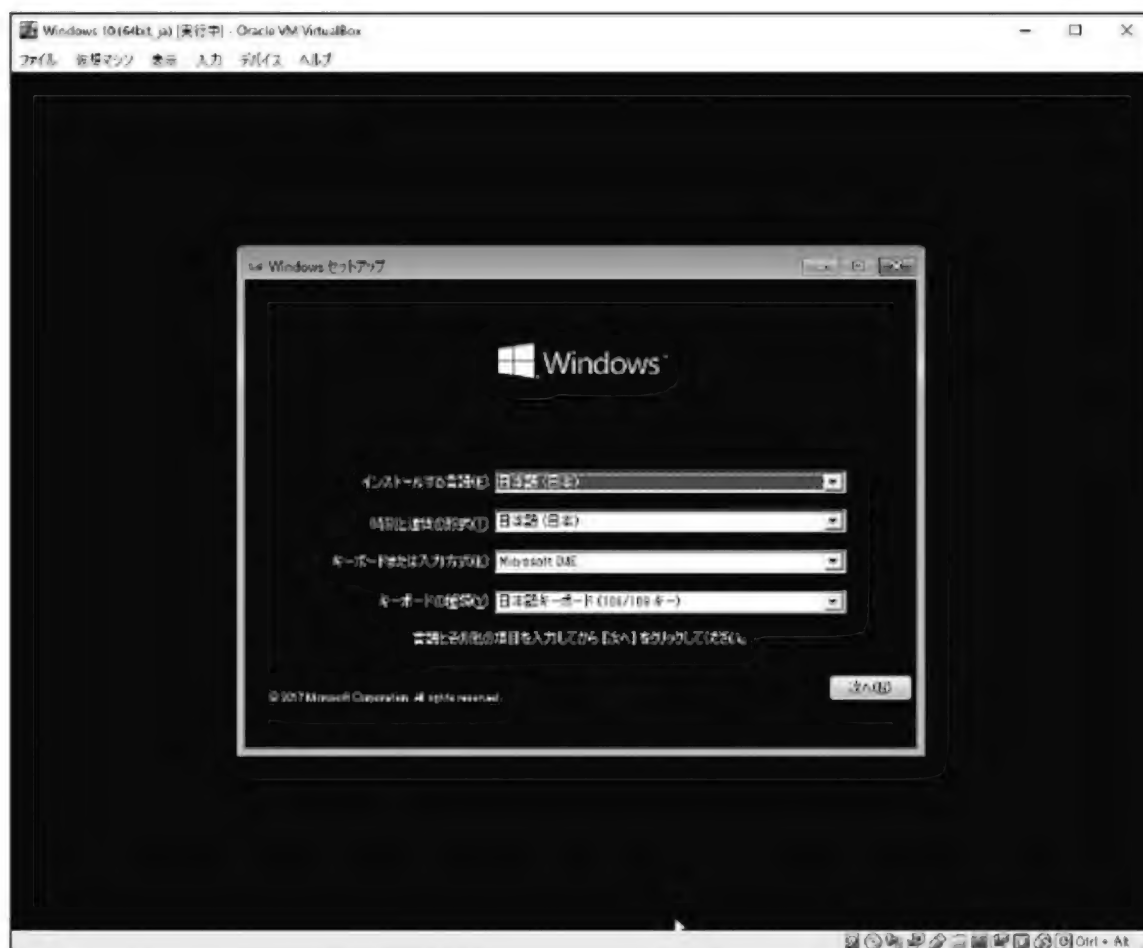 Windows 10 (64bit_ja) [実行中] - Oracle VM VirtualBox
ファイル 仮想マシン 表示 入力 デバイス ヘルプ
Windows セットアップ
Windows
インストールする言語(E) 日本語 (日本)
時刻と通貨の形式(T) 日本語 (日本)
キーボードまたは入力方式(K) Microsoft IME
キーボードの種類(Y) 日本語キーボード (106/109 キー)
言語とその他の項目を入力してから [次へ] をクリックしてください。
次へ(N)
© 2017 Microsoft Corporation. All rights reserved.
Ctrl + Alt